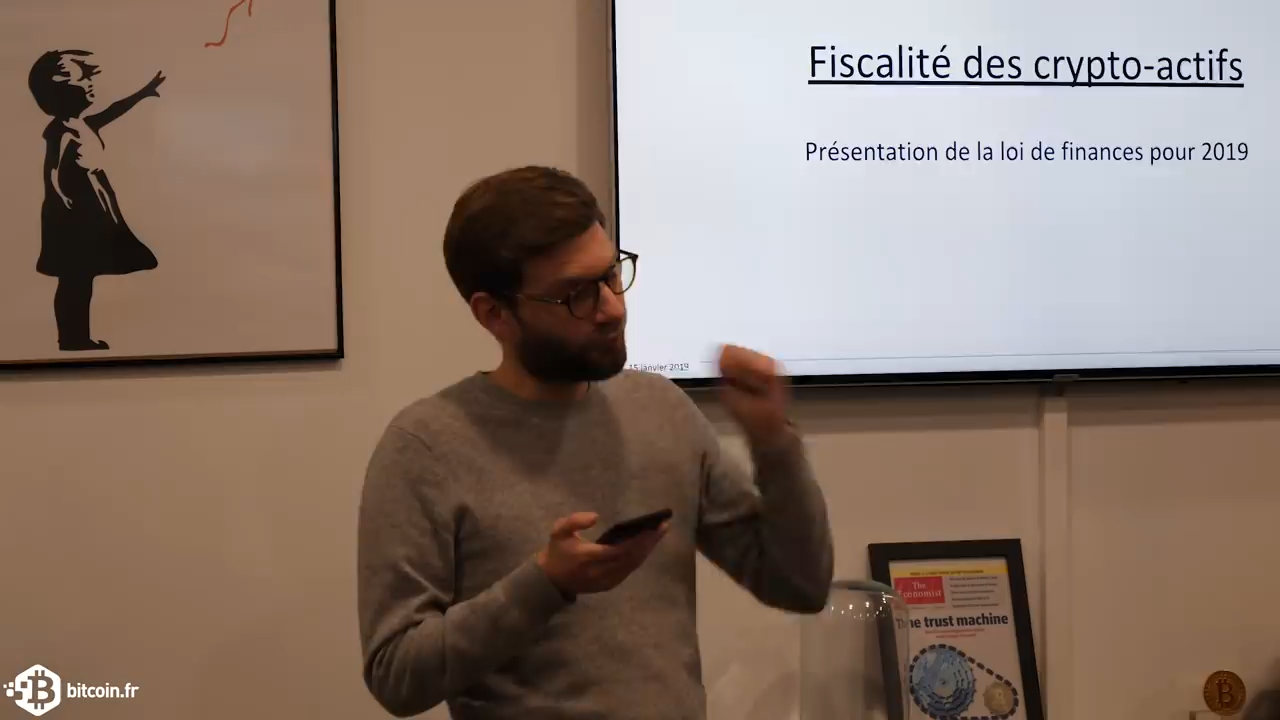 Fiscalité des crypto-actifs
Présentation de la loi de finances pour 2019
15 janvier 2019
The
Economist
The trust machine
bitcoin.fr